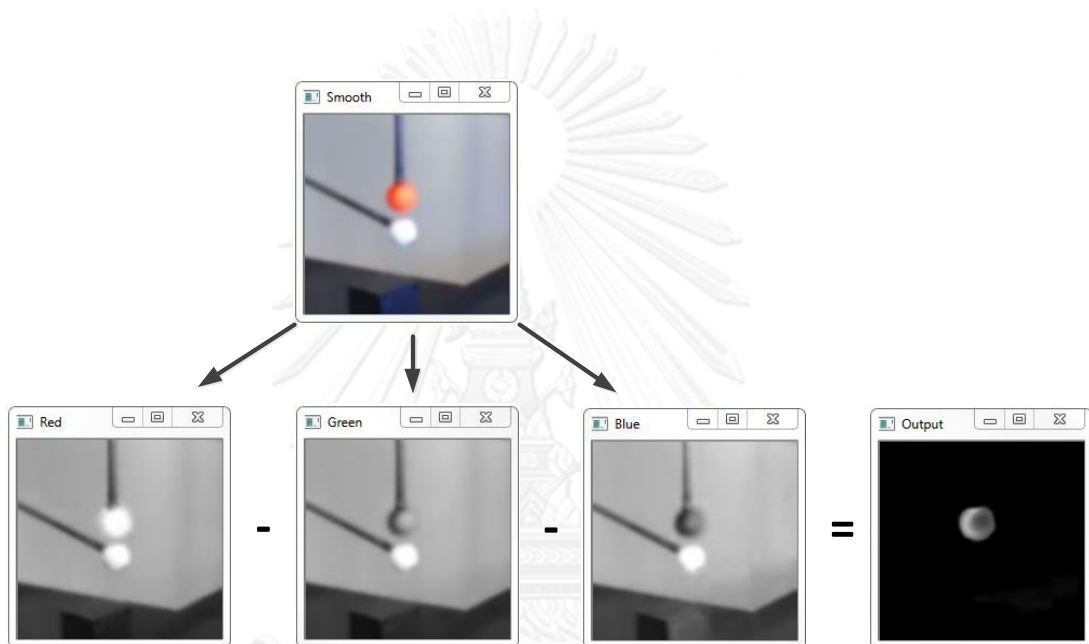 Smooth
Red
Green
Blue
Output
-
-
=